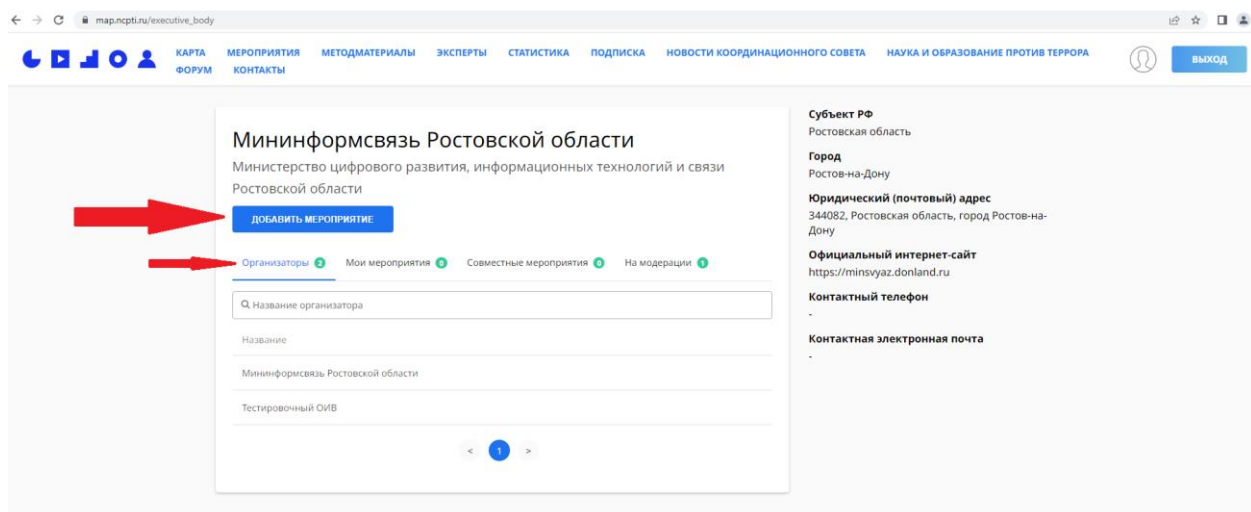 map.ncpti.ru/executive_body
КАРТА МЕРОПРИЯТИЯ МЕТОДМАТЕРИАЛЫ ЭКСПЕРТЫ СТАТИСТИКА ПОДПИСКА НОВОСТИ КООРДИНАЦИОННОГО СОВЕТА НАУКА И ОБРАЗОВАНИЕ ПРОТИВ ТЕРРОРА
ФОРУМ КОНТАКТЫ
ВЫХОД
Мининформсвязь Ростовской области
Министерство цифрового развития, информационных технологий и связи
Ростовской области
ДОБАВИТЬ МЕРОПРИЯТИЕ
Организаторы 2 Мои мероприятия 0 Совместные мероприятия 0 На модерации 1
Название организатора
Название
Мининформсвязь Ростовской области
Тестировочный ОИВ
< 1 >
Субъект РФ
Ростовская область
Город
Ростов-на-Дону
Юридический (почтовый) адрес
344082, Ростовская область, город Ростов-на-
Дону
Официальный интернет-сайт
https://minsvyaz.donland.ru
Контактный телефон
-
Контактная электронная почта
-